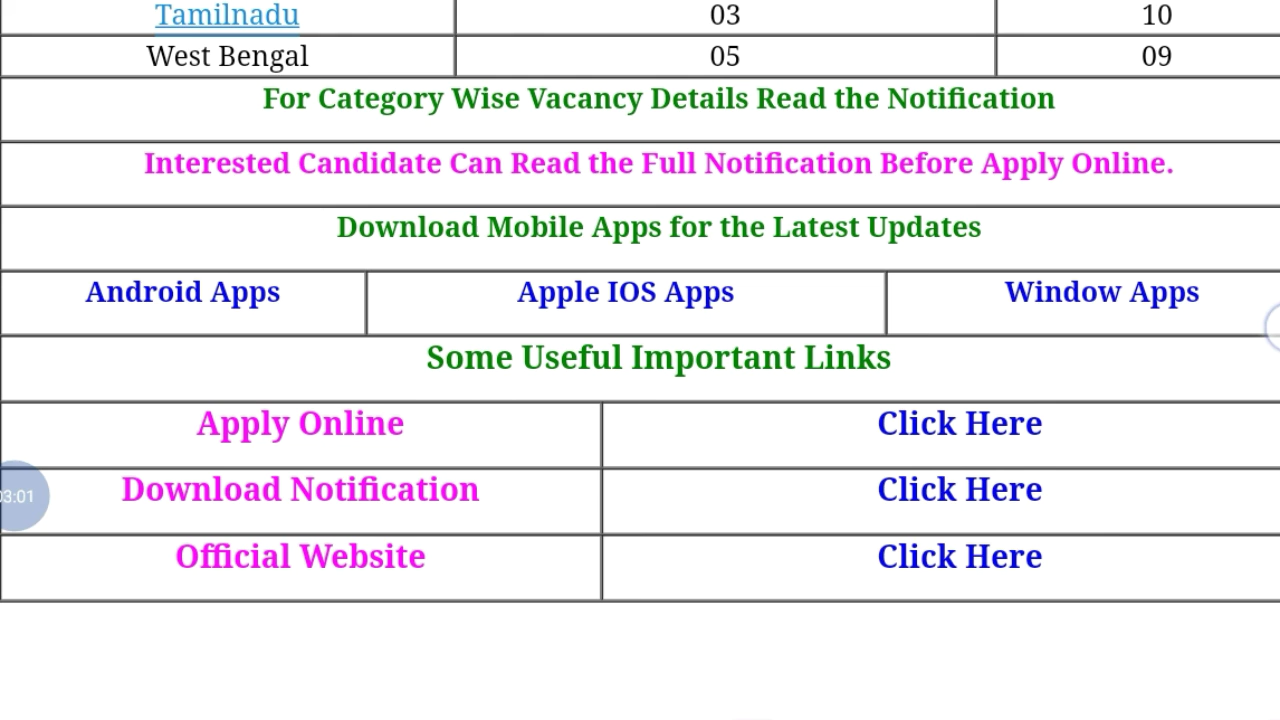 Tamilnadu 03 10
West Bengal 05 09
For Category Wise Vacancy Details Read the Notification
Interested Candidate Can Read the Full Notification Before Apply Online.
Download Mobile Apps for the Latest Updates
Android Apps Apple IOS Apps Window Apps
Some Useful Important Links
Apply Online Click Here
Download Notification Click Here
03:01
Official Website Click Here